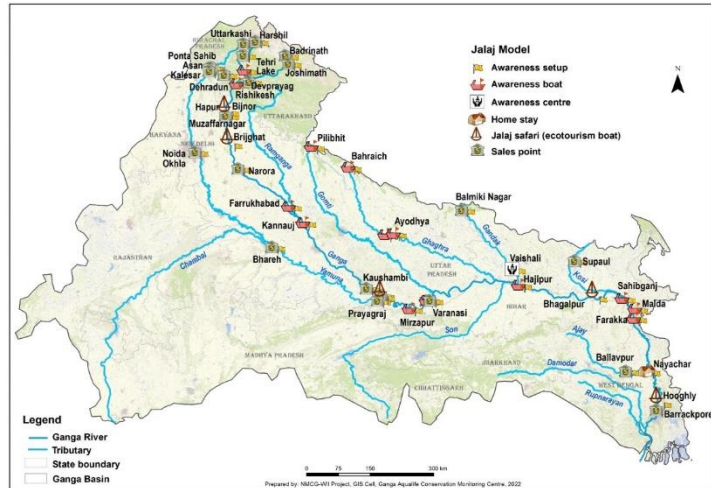 HIMACHAL
PRADESH
Uttarkashi
Harshil
Badrinath
Ponta Sahib
Asan
Kalesar
Tehri
Lake
Joshimath
Dehradun
Devprayag
Rishikesh
Hapur
Bijnor
UTTARAKHAND
Muzaffarnagar
HARYANA
Brijghat
Noida
Okhla
NEW DELHI
Ramganga
Pilibhit
Bahraich
Narora
Gomti
Balmiki Nagar
Farrukhabad
Kannauj
Ayodhya
Ghaghra
Gandak
RAJASTHAN
Chambal
Bhareh
Ganga
Yamuna
UTTAR
PRADESH
Vaishali
Hajipur
Supaul
Kosi
Kaushambi
Prayagraj
Mirzapur
Varanasi
BIHAR
Bhagalpur
Sahibganj
Malda
Farakka
Son
MADHYA PRADESH
Ajay
JHARKHAND
Damodar
Ballavpur
Nayachar
CHHATTISGARH
WEST BENGAL
Rupnarayan
Hooghly
Barrackpore
Jalaj Model
Awareness setup
Awareness boat
Awareness centre
Home stay
Jalaj safari (ecotourism boat)
Sales point
N
Legend
Ganga River
Tributary
State boundary
Ganga Basin
0 75 150 300 km
Prepared by: NMCG-WII Project, GIS Cell, Ganga Aqualife Conservation Monitoring Centre, 2022